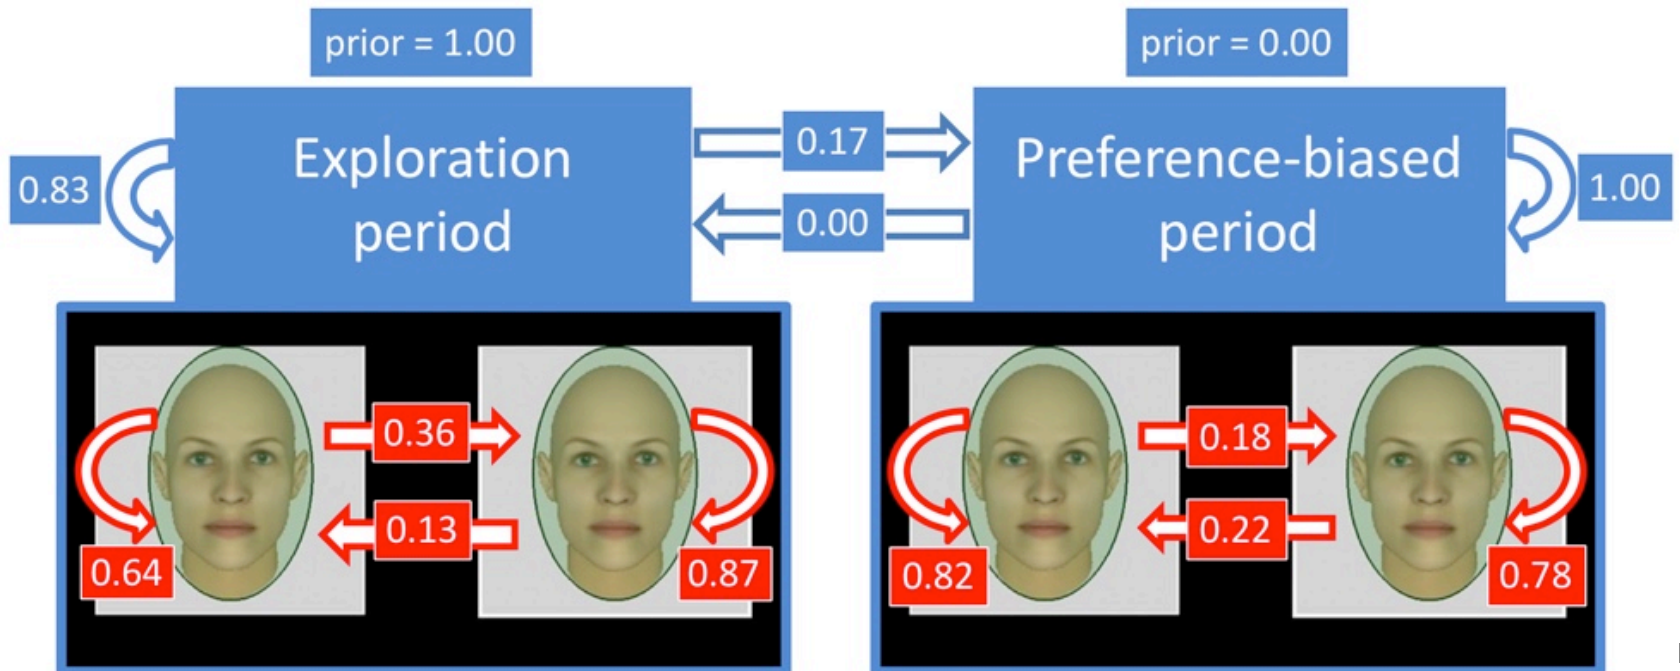 prior = 1.00
prior = 0.00
Exploration
period
Preference-biased
period
0.83
0.17
0.00
1.00
0.36
0.13
0.64
0.87
0.18
0.22
0.82
0.78